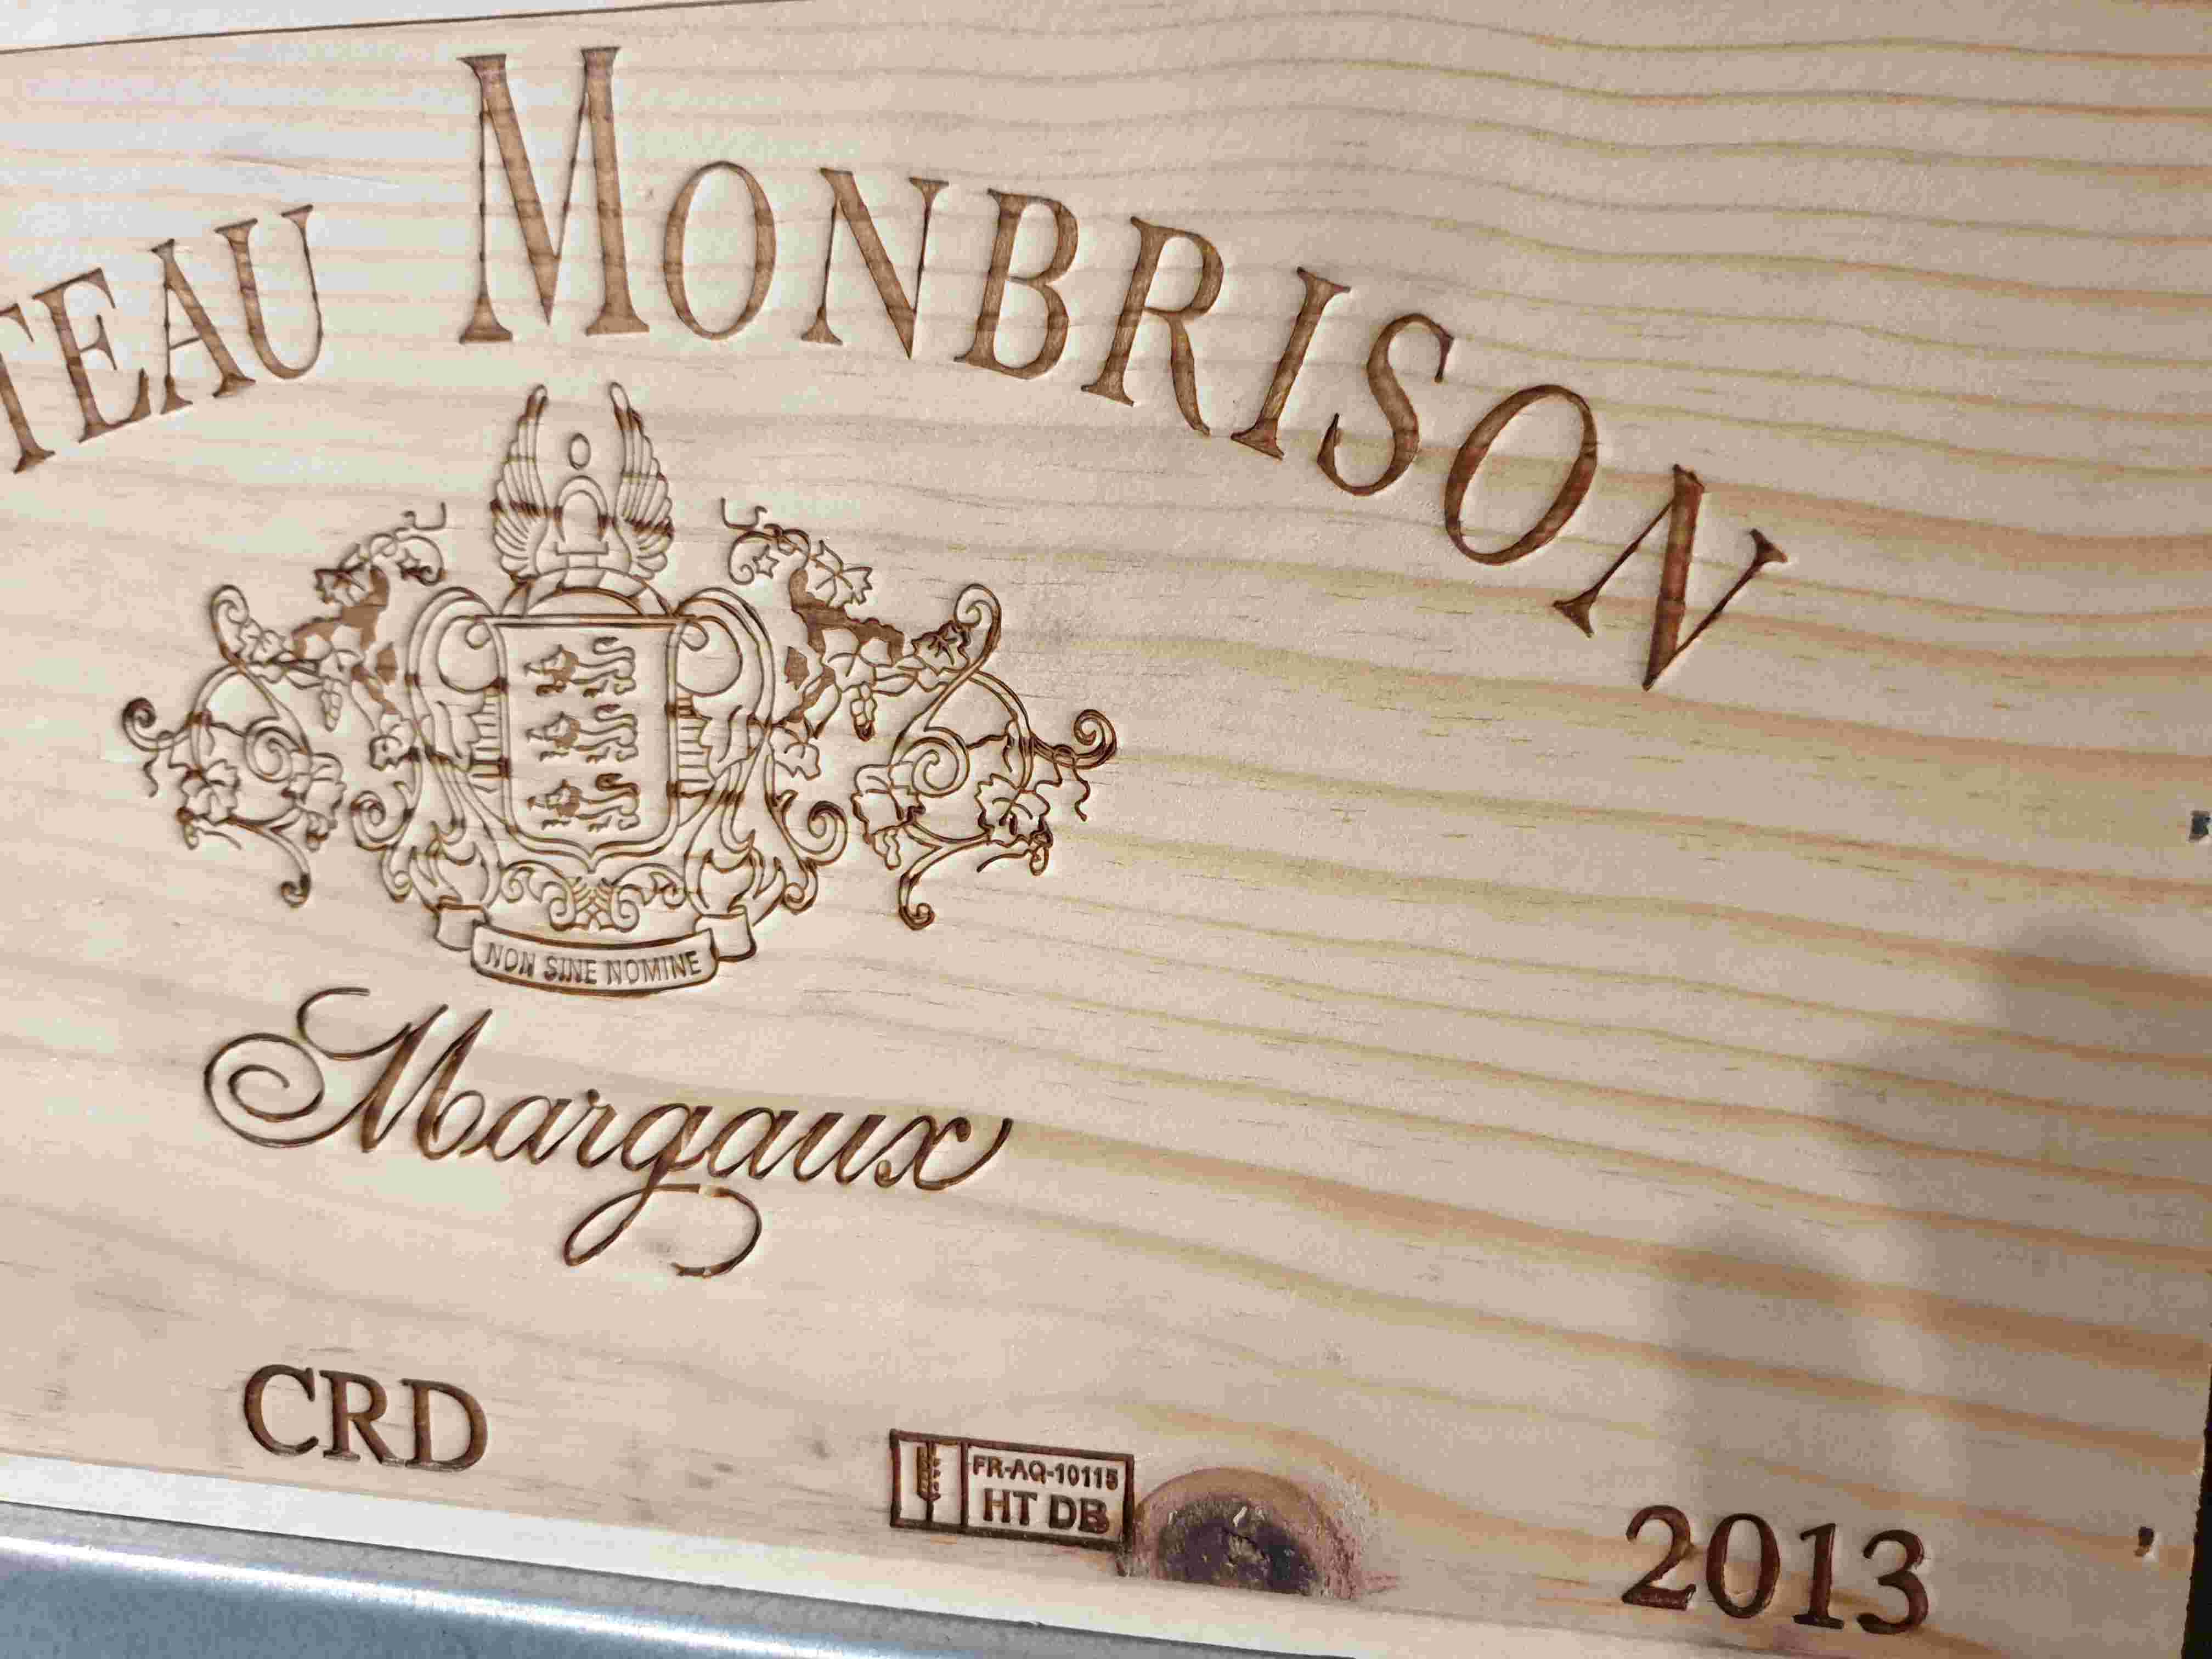 TEAU MONBRISON
NON SINE NOMINE
Margaux
CRD
FR-AQ-10115
HT DB
2013